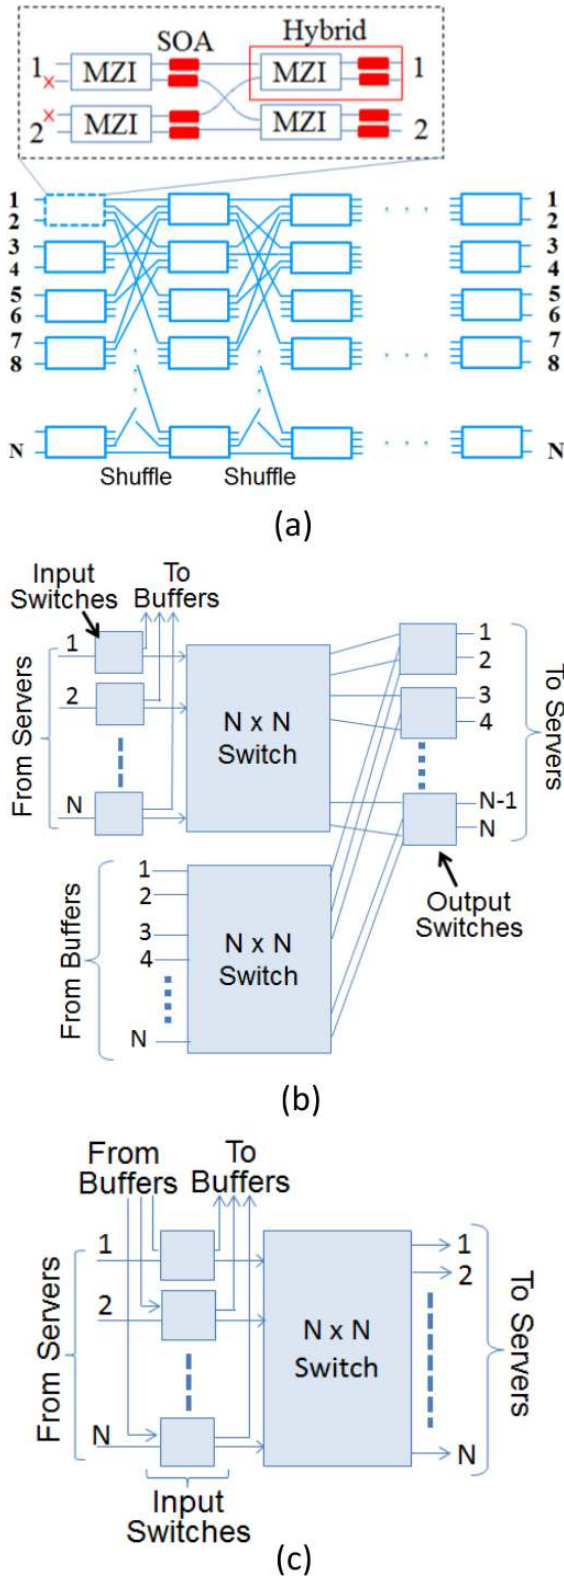 SOA Hybrid
1 MZI MZI 1
2 MZI MZI 2
1 1
2 2
3 3
4 4
5 5
6 6
7 7
8 8
N N
Shuffle Shuffle
(a)
Input
Switches
To
Buffers
From Servers
1
2
N
N x N
Switch
1
2
3
4
N-1
N
To Servers
Output
Switches
From Buffers
1
2
3
4
N
N x N
Switch
(b)
From
Buffers
To
Buffers
From Servers
1
2
N
N x N
Switch
1
2
N
To Servers
Input
Switches
(c)